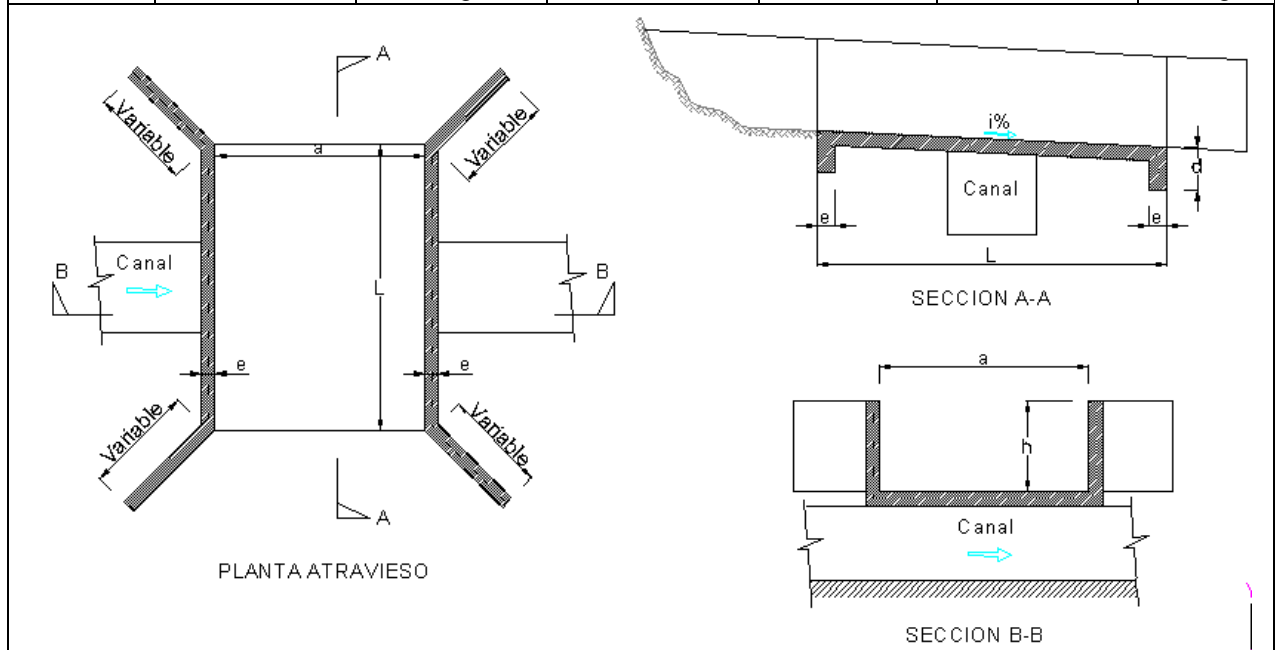 A
Variable
Variable
a
Canal
B
B
L
e
e
Variable
Variable
A
PLANTA ATRAVIESO
i%
d
Canal
e
e
L
SECCION A-A
a
h
Canal
SECCION B-B